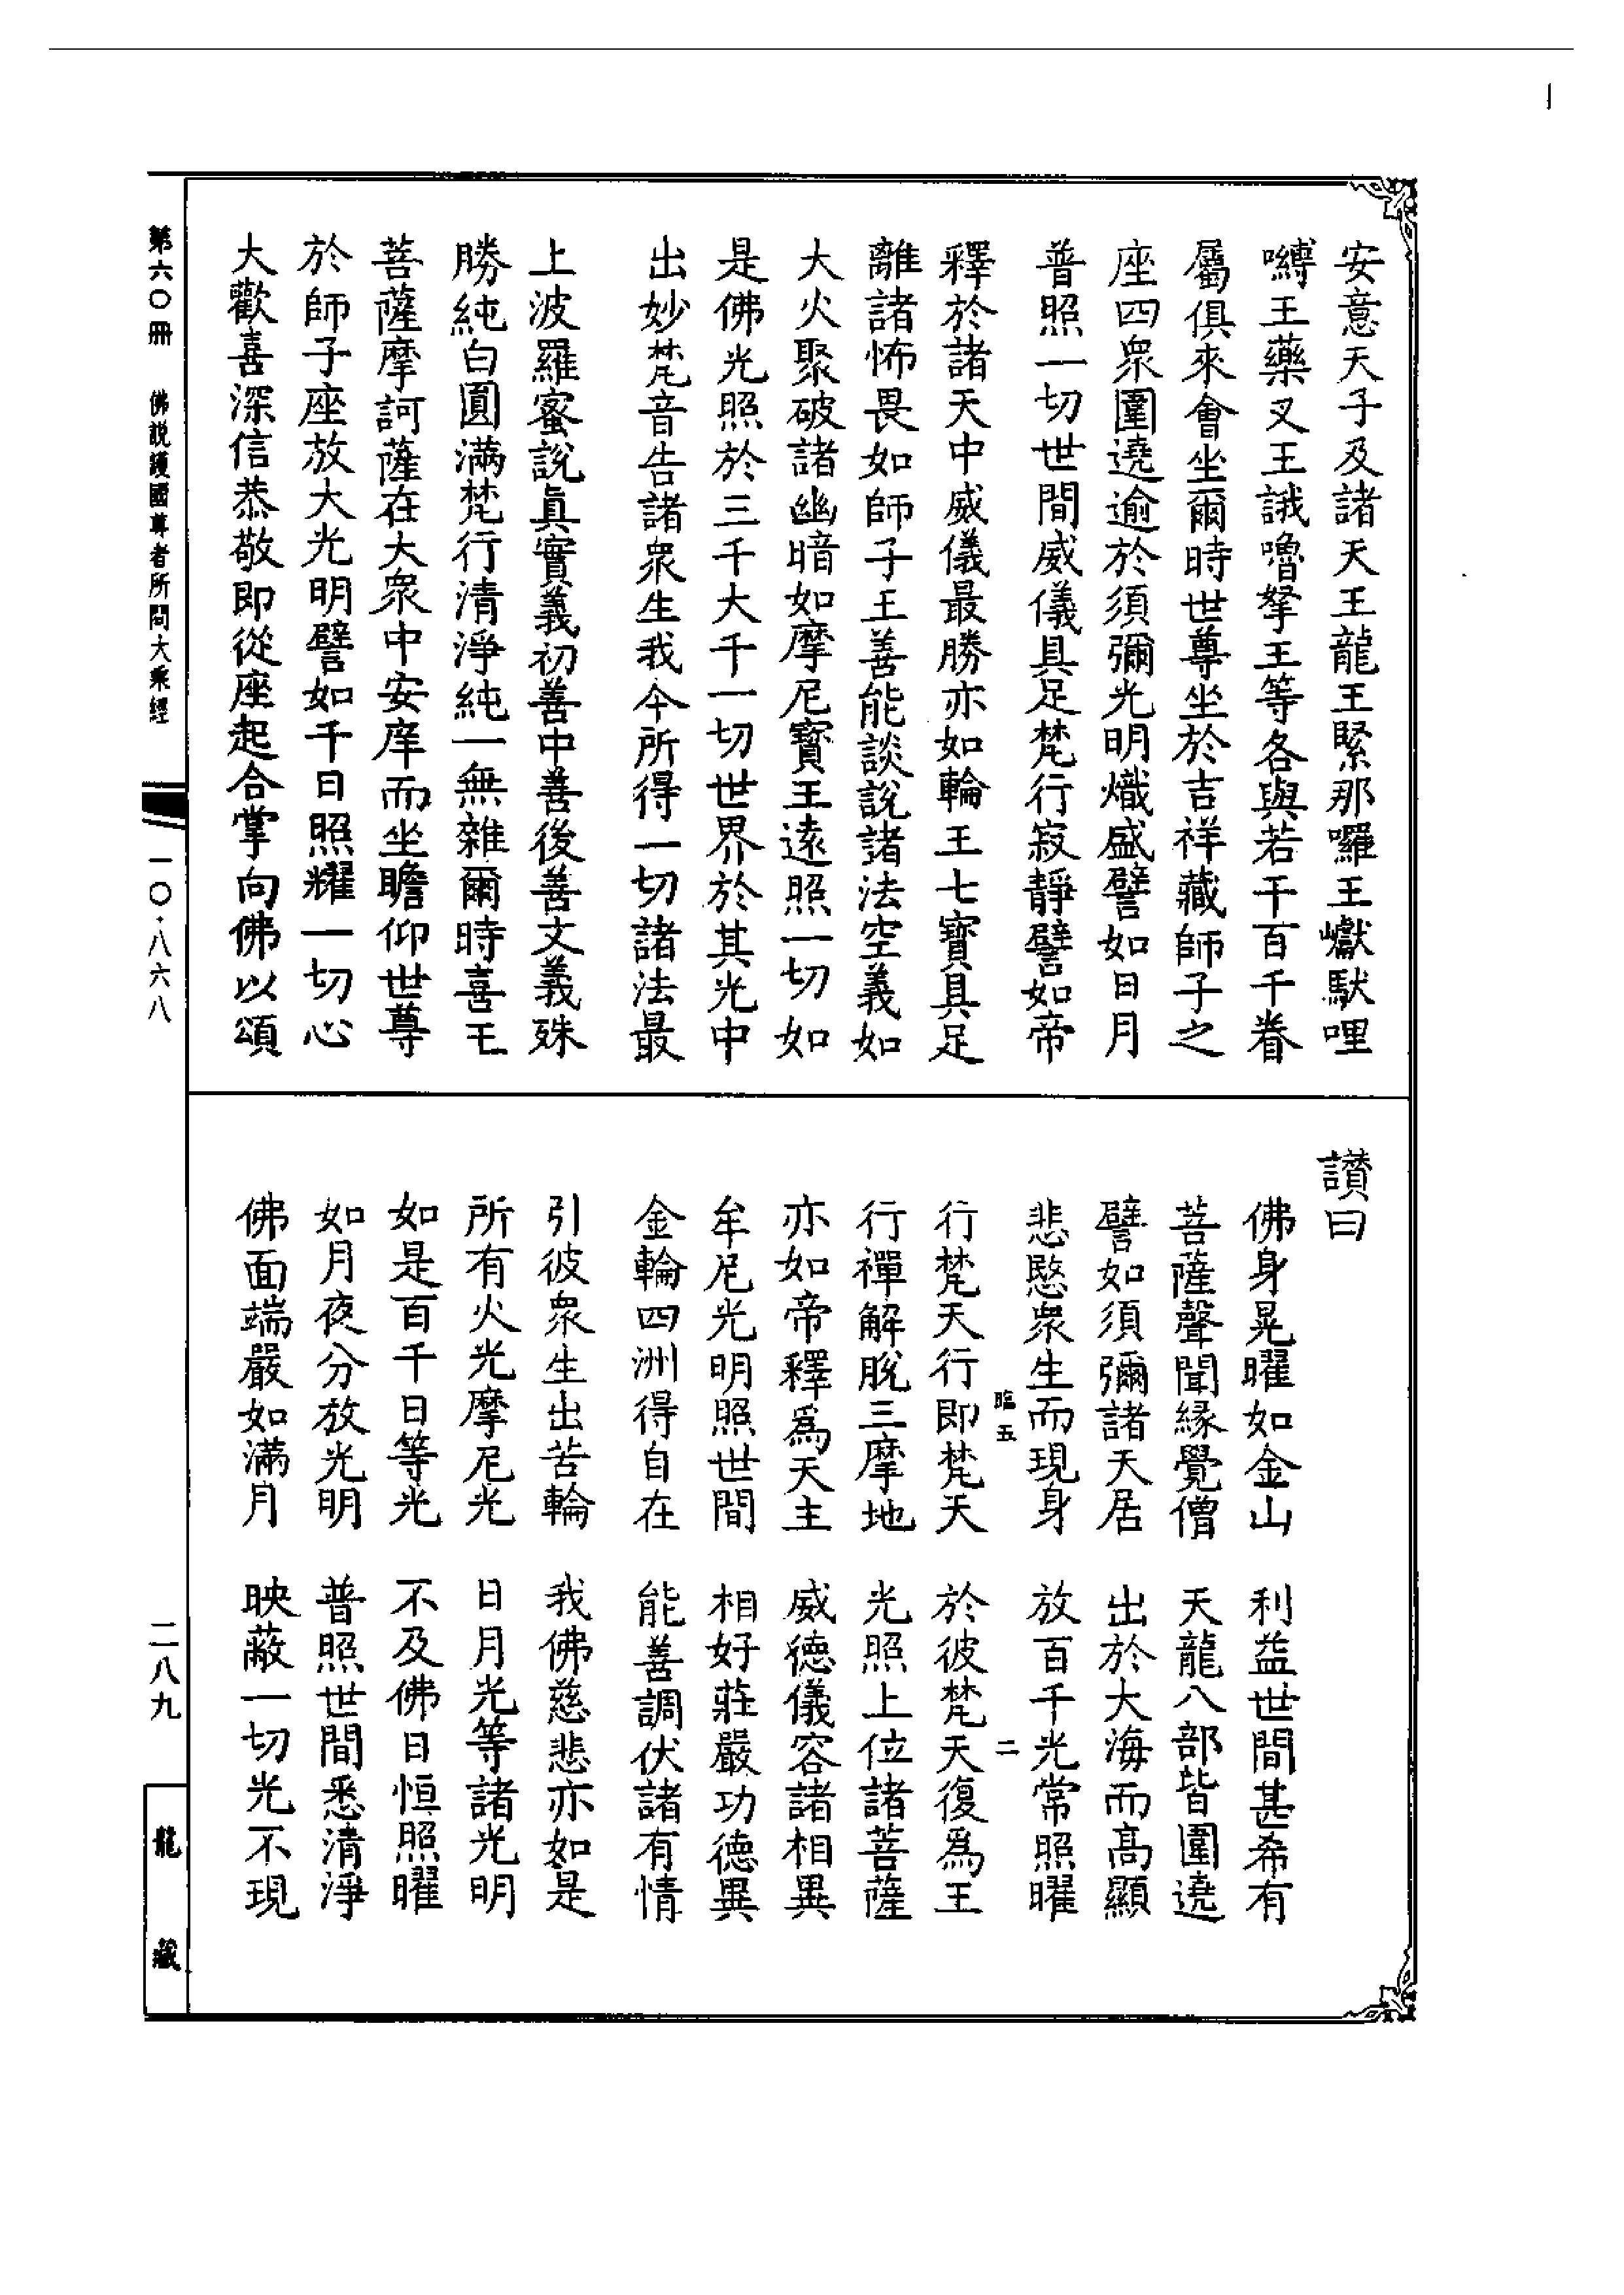 安意天子及諸天王龍王緊那囉王巘馱哩
嚩王藥叉王誐嚕拏王等各與若干百千眷
屬俱來會坐爾時世尊坐於吉祥藏師子之
座四衆圍遶逾於須彌光明熾盛譬如日月
普照一切世間威儀具足梵行寂靜譬如帝
釋於諸天中威儀最勝亦如輪王七寶具足
離諸怖畏如師子王善能談說諸法空義如
大火聚破諸幽暗如摩尼寶王遠照一切如
是佛光照於三千大千一切世界於其光中
出妙梵音告諸衆生我今所得一切諸法最
上波羅蜜說真實義初善中善後善文義殊
勝純白圓滿梵行清淨純一無雜爾時喜王
菩薩摩訶薩在大衆中安庠而坐瞻仰世尊
於師子座放大光明譬如千日照耀一切心
大歡喜深信恭敬即從座起合掌向佛以頌
讚曰
佛身晃曜如金山 利益世間甚希有
菩薩聲聞緣覺僧 天龍八部皆圍遶
譬如須彌諸天居 出於大海而高顯
悲愍衆生而現身 放百千光常照曜
臨五 二
行梵天行即梵天 於彼梵天復爲王
行禪解脫三摩地 光照上位諸菩薩
亦如帝釋爲天主 威德儀容諸相異
牟尼光明照世間 相好莊嚴功德異
金輪四洲得自在 能善調伏諸有情
引彼衆生出苦輪 我佛慈悲亦如是
所有火光摩尼光 日月光等諸光明
如是百千日等光 不及佛日恒照曜
如月夜分放光明 普照世間悉清淨
佛面端嚴如滿月 映蔽一切光不現
第六〇冊 佛說護國尊者所問大乘經 一〇·八六八
二八九
龍藏